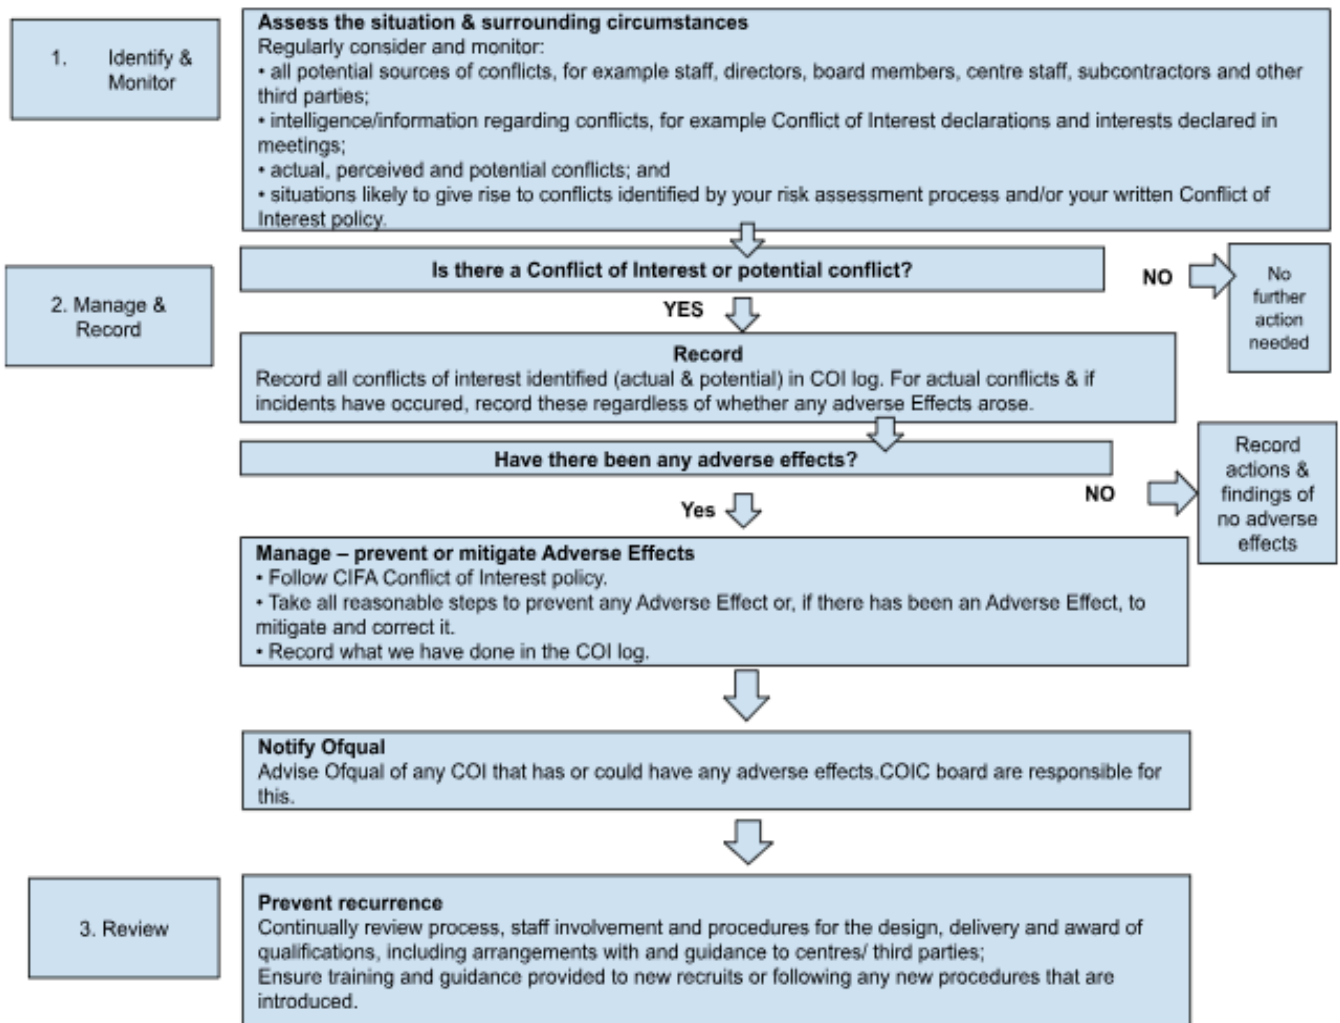 1. Identify &
Monitor
Assess the situation & surrounding circumstances
Regularly consider and monitor:
• all potential sources of conflicts, for example staff, directors, board members, centre staff, subcontractors and other
third parties;
• intelligence/information regarding conflicts, for example Conflict of Interest declarations and interests declared in
meetings;
• actual, perceived and potential conflicts; and
• situations likely to give rise to conflicts identified by your risk assessment process and/or your written Conflict of
Interest policy.
2. Manage &
Record
Is there a Conflict of Interest or potential conflict?
NO
No
further
action
needed
YES
Record
Record all conflicts of interest identified (actual & potential) in COI log. For actual conflicts & if
incidents have occured, record these regardless of whether any adverse Effects arose.
Have there been any adverse effects?
NO
Record
actions &
findings of
no adverse
effects
Yes
Manage – prevent or mitigate Adverse Effects
• Follow CIFA Conflict of Interest policy.
• Take all reasonable steps to prevent any Adverse Effect or, if there has been an Adverse Effect, to
mitigate and correct it.
• Record what we have done in the COI log.
Notify Ofqual
Advise Ofqual of any COI that has or could have any adverse effects.COIC board are responsible for
this.
3. Review
Prevent recurrence
Continually review process, staff involvement and procedures for the design, delivery and award of
qualifications, including arrangements with and guidance to centres/ third parties;
Ensure training and guidance provided to new recruits or following any new procedures that are
introduced.